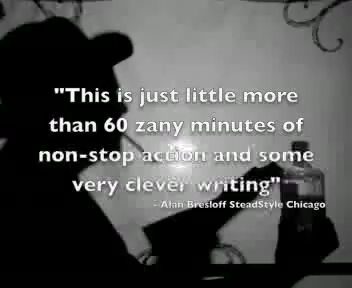 "This is just little more
than 60 zany minutes of
non-stop action and some
very clever writing"
- Alan Bresloff SteadStyle Chicago